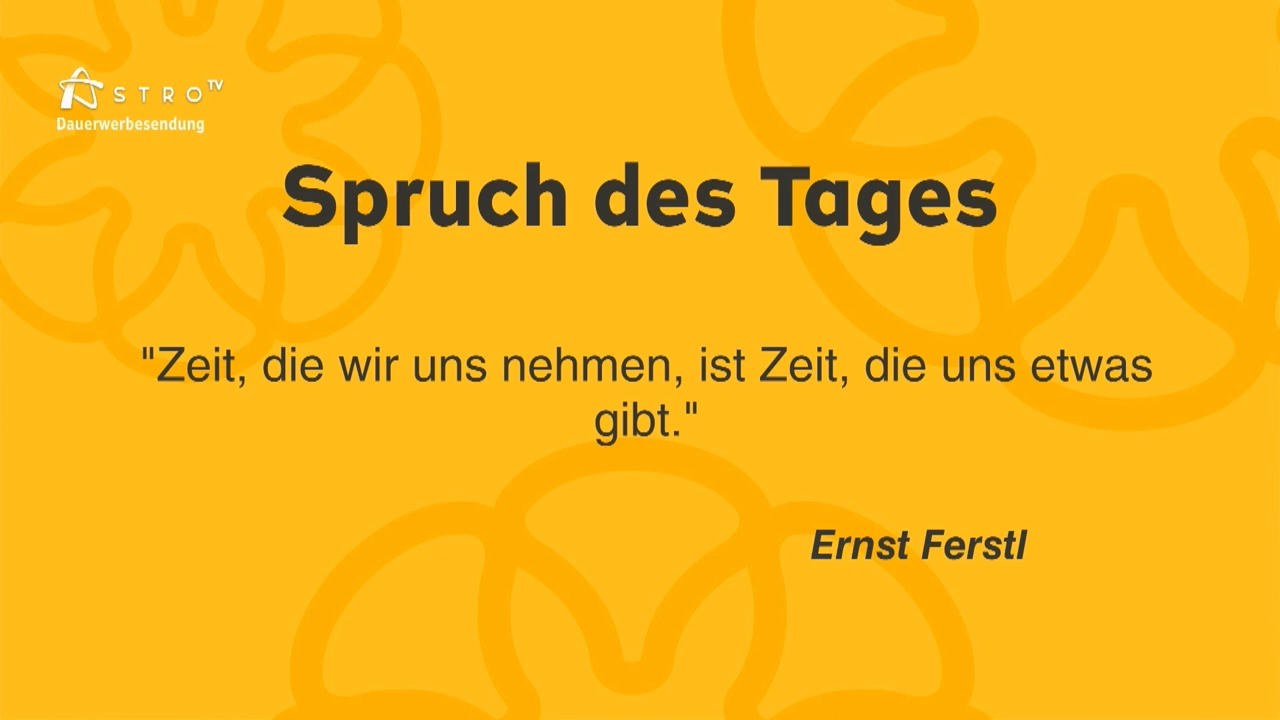 ASTRO TV
Dauerwerbesendung
Spruch des Tages
"Zeit, die wir uns nehmen, ist Zeit, die uns etwas
gibt."
Ernst Ferstl